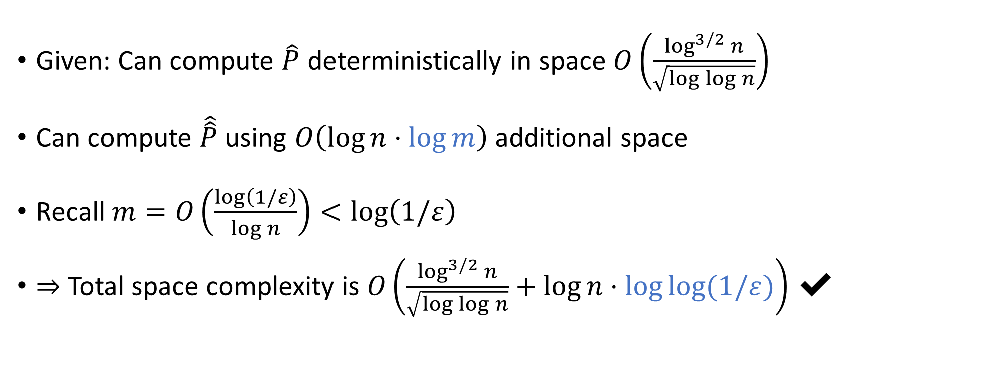 • Given: Can compute $\hat{P}$ deterministically in space $O\left(\frac{\log^{3/2} n}{\sqrt{\log \log n}}\right)$
• Can compute $\hat{\hat{P}}$ using $O(\log n \cdot \log m)$ additional space
• Recall $m = O\left(\frac{\log(1/\varepsilon)}{\log n}\right) < \log(1/\varepsilon)$
• ⇒ Total space complexity is $O\left(\frac{\log^{3/2} n}{\sqrt{\log \log n}} + \log n \cdot \log \log(1/\varepsilon)\right)$ ✔